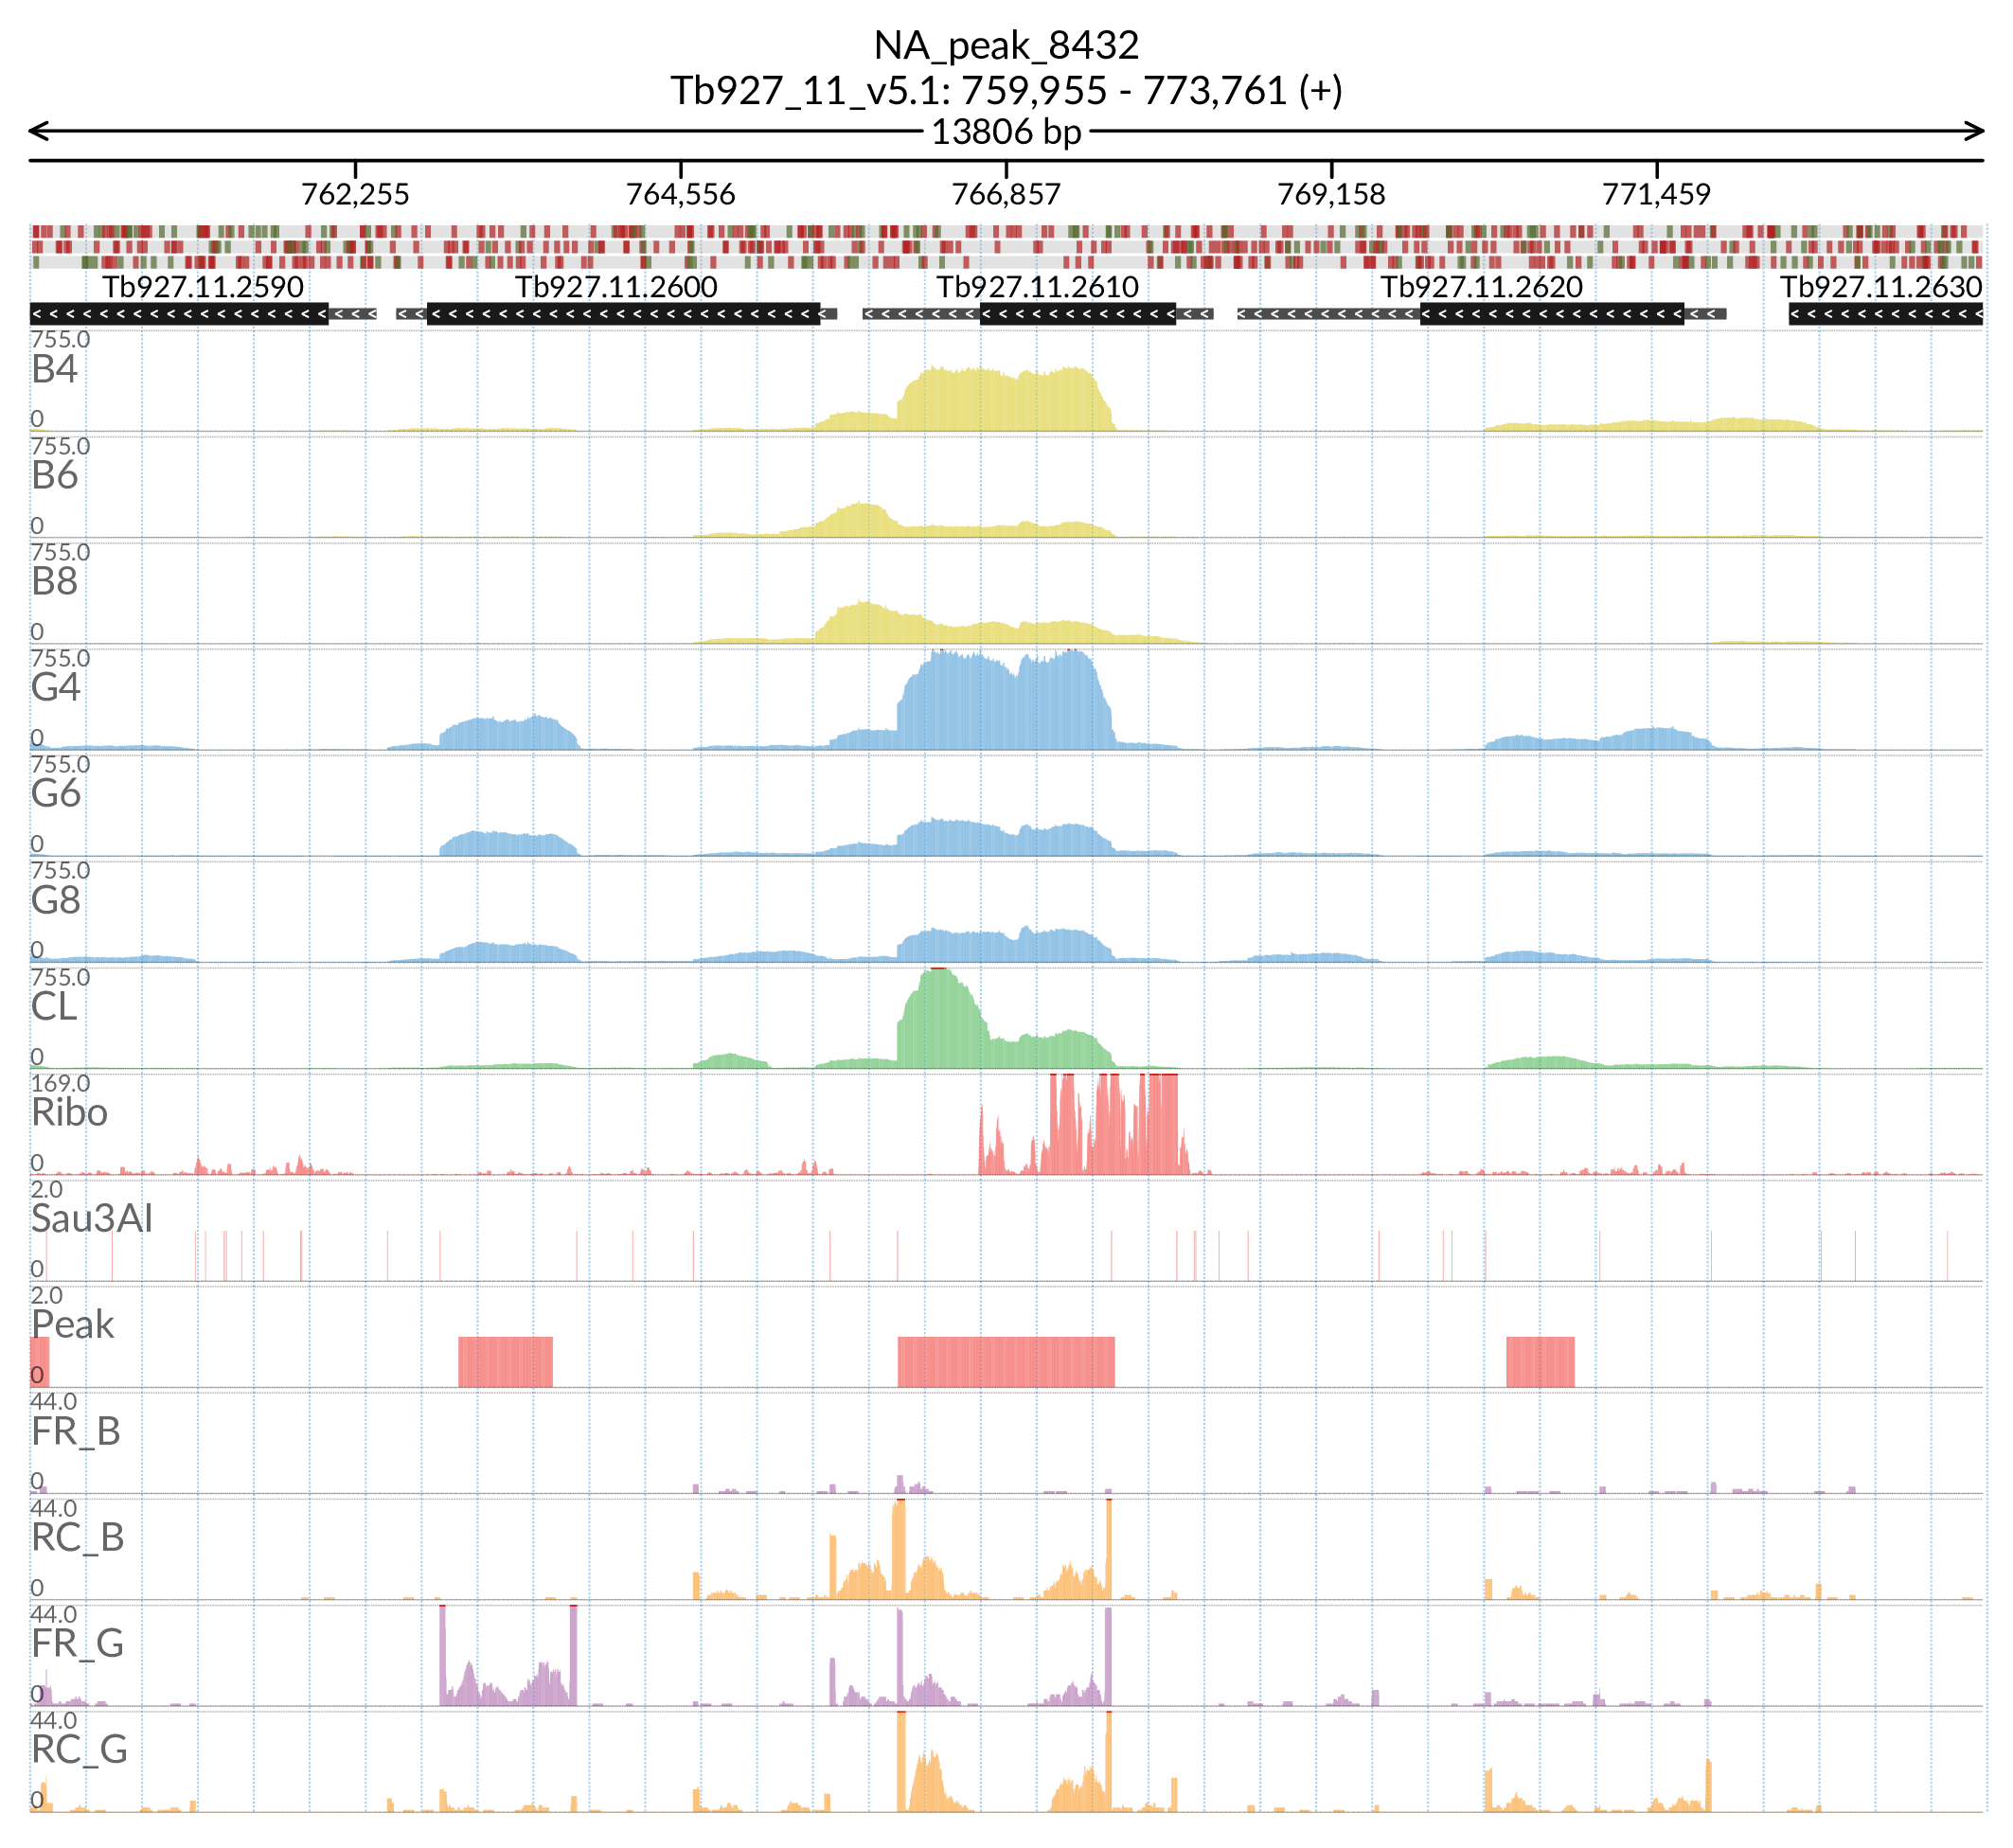 NA_peak_8432
Tb927_11_v5.1: 759,955 - 773,761 (+)
13806 bp
762,255 764,556 766,857 769,158 771,459
Tb927.11.2590 Tb927.11.2600 Tb927.11.2610 Tb927.11.2620 Tb927.11.2630
755.0
B4
0
755.0
B6
0
755.0
B8
0
755.0
G4
0
755.0
G6
0
755.0
G8
0
755.0
CL
0
169.0
Ribo
0
2.0
Sau3AI
0
2.0
Peak
0
44.0
FR_B
0
44.0
RC_B
0
44.0
FR_G
0
44.0
RC_G
0